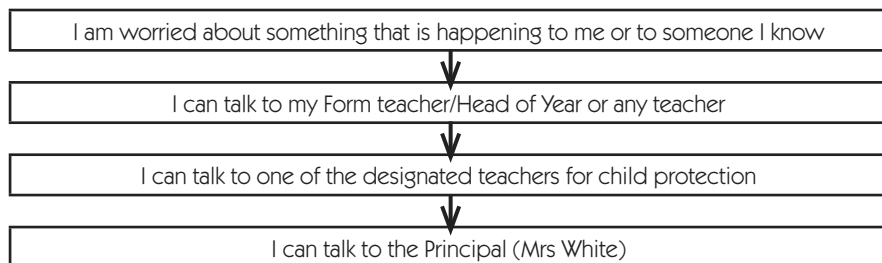 I am worried about something that is happening to me or to someone I know
I can talk to my Form teacher/Head of Year or any teacher
I can talk to one of the designated teachers for child protection
I can talk to the Principal (Mrs White)